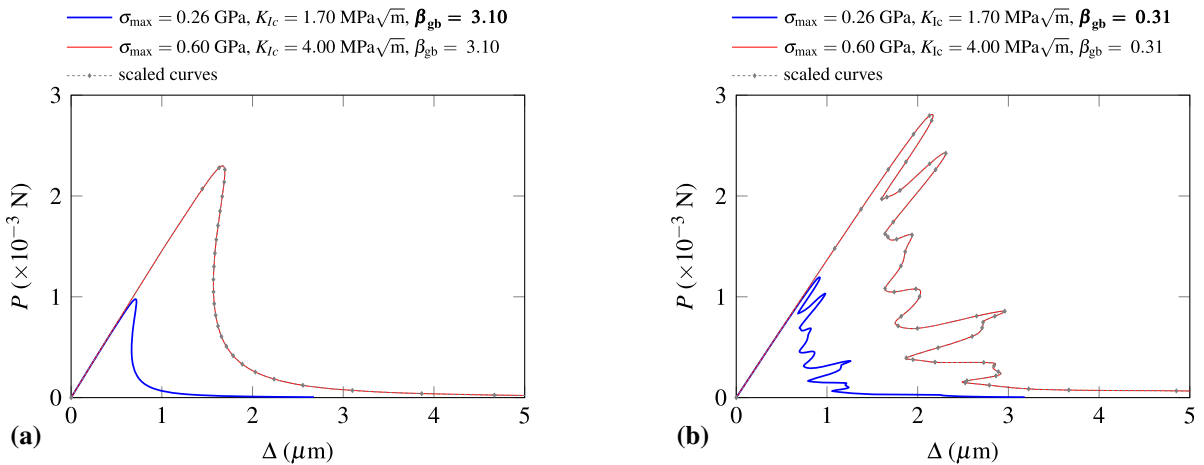 σmax = 0.26 GPa, KIc = 1.70 MPa√m, βgb = 3.10
σmax = 0.60 GPa, KIc = 4.00 MPa√m, βgb = 3.10
scaled curves
3
2
1
0
0 1 2 3 4 5
P (×10−3 N)
Δ (μm)
(a)
σmax = 0.26 GPa, KIc = 1.70 MPa√m, βgb = 0.31
σmax = 0.60 GPa, KIc = 4.00 MPa√m, βgb = 0.31
scaled curves
3
2
1
0
0 1 2 3 4 5
P (×10−3 N)
Δ (μm)
(b)